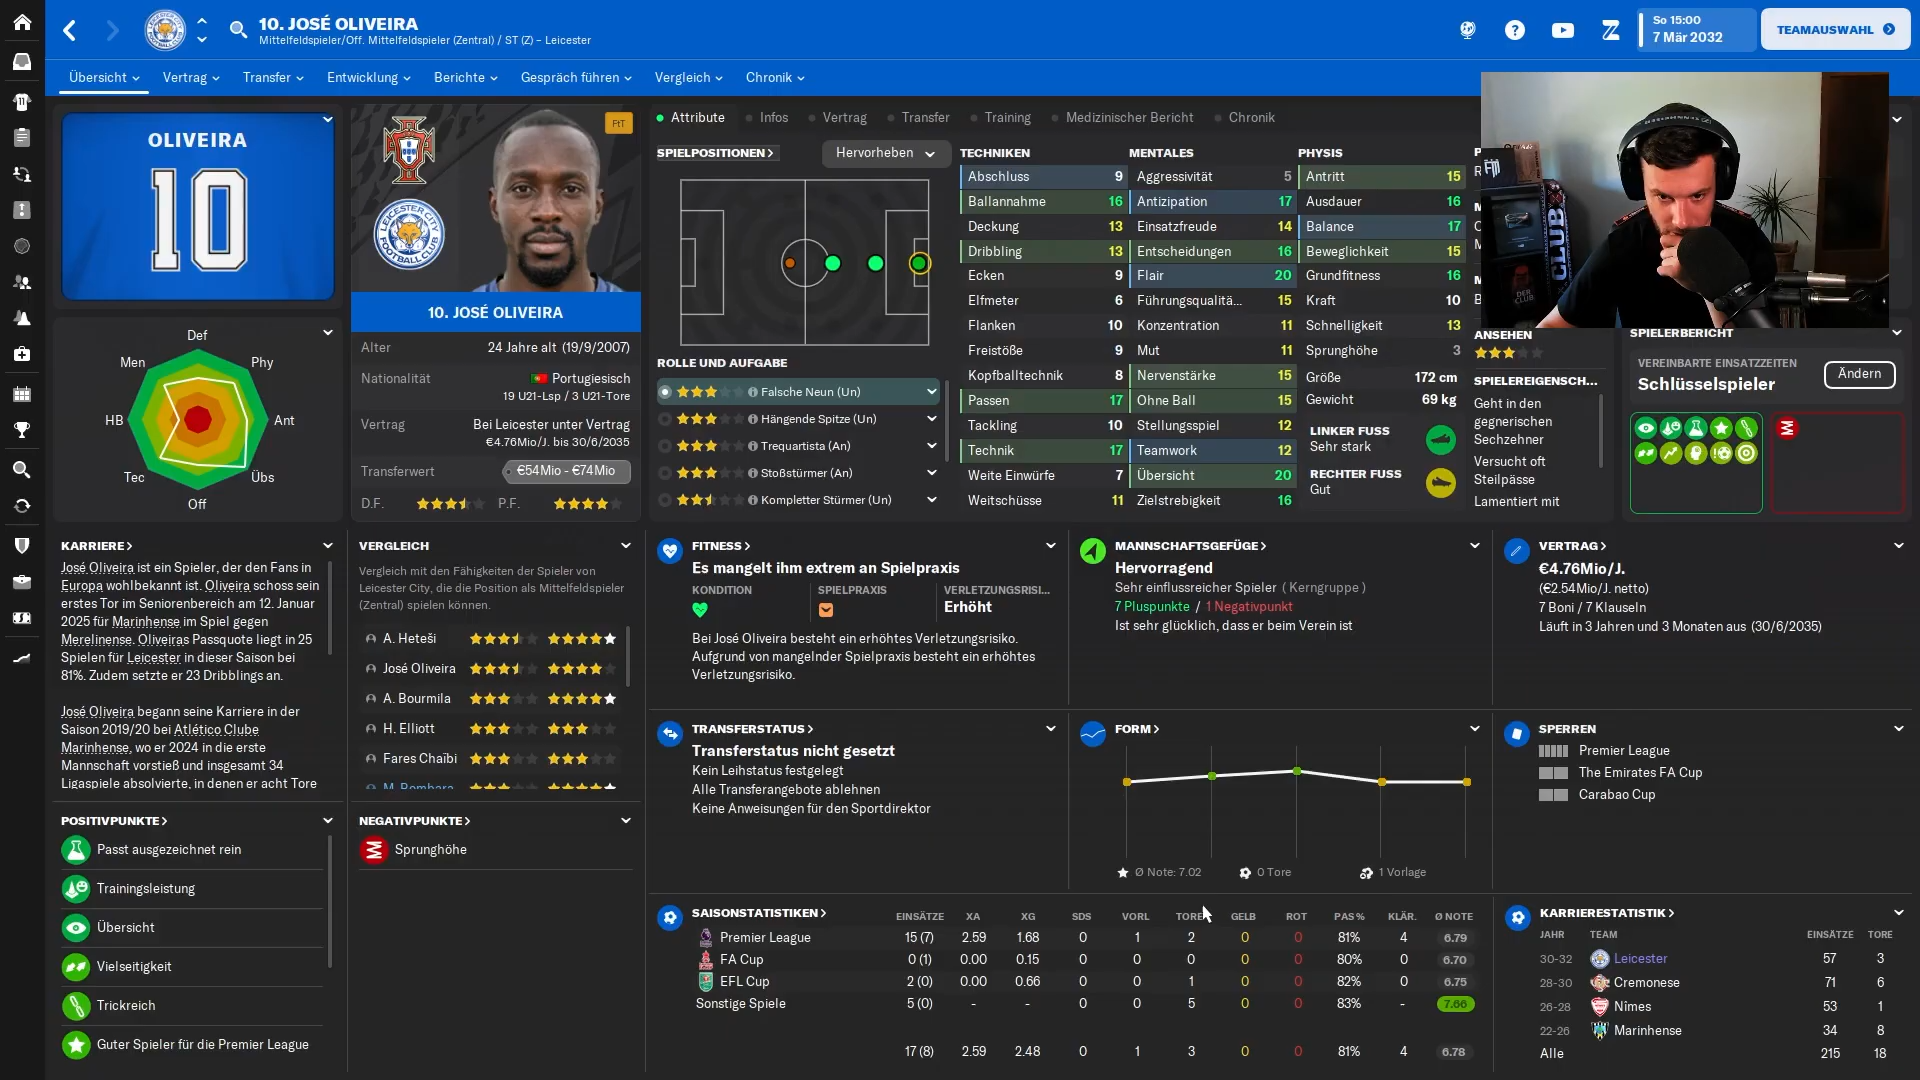 10. JOSÉ OLIVEIRA
Mittelfeldspieler/Off. Mittelfeldspieler (Zentral) / ST (Z) – Leicester
So 15:00
7 Mär 2032
TEAMAUSWAHL
Übersicht
Vertrag
Transfer
Entwicklung
Berichte
Gespräch führen
Vergleich
Chronik
OLIVEIRA
10
FtT
10. JOSÉ OLIVEIRA
Alter 24 Jahre alt (19/9/2007)
Nationalität Portugiesisch
19 U21-Lsp / 3 U21-Tore
Vertrag Bei Leicester unter Vertrag
€4.76Mio/J. bis 30/6/2035
Transferwert €54Mio - €74Mio
D.F. P.F.
Def
Phy
Ant
Übs
Off
Tec
HB
Men
Attribute Infos Vertrag Transfer Training Medizinischer Bericht Chronik
SPIELPOSITIONEN >
Hervorheben
ROLLE UND AUFGABE
Falsche Neun (Un)
Hängende Spitze (Un)
Trequartista (An)
Stoßstürmer (An)
Kompletter Stürmer (Un)
TECHNIKEN
Abschluss 9
Ballannahme 16
Deckung 13
Dribbling 13
Ecken 9
Elfmeter 6
Flanken 10
Freistöße 9
Kopfballtechnik 8
Passen 17
Tackling 10
Technik 17
Weite Einwürfe 7
Weitschüsse 11
MENTALES
Aggressivität 5
Antizipation 17
Einsatzfreude 14
Entscheidungen 16
Flair 20
Führungsqualitä... 15
Konzentration 11
Mut 11
Nervenstärke 15
Ohne Ball 15
Stellungsspiel 12
Teamwork 12
Übersicht 20
Zielstrebigkeit 16
PHYSIS
Antritt 15
Ausdauer 16
Balance 17
Beweglichkeit 15
Grundfitness 16
Kraft 10
Schnelligkeit 13
Sprunghöhe 3
Größe 172 cm
Gewicht 69 kg
LINKER FUSS
Sehr stark
RECHTER FUSS
Gut
ANSEHEN
SPIELEREIGENSCH...
Geht in den
gegnerischen
Sechzehner
Versucht oft
Steilpässe
Lamentiert mit
CLUB
DER
CLUB
SPIELERBERICHT
VEREINBARTE EINSATZZEITEN
Schlüsselspieler
Ändern
KARRIERE >
José Oliveira ist ein Spieler, der den Fans in
Europa wohlbekannt ist. Oliveira schoss sein
erstes Tor im Seniorenbereich am 12. Januar
2025 für Marinhense im Spiel gegen
Merelinense. Oliveiras Passquote liegt in 25
Spielen für Leicester in dieser Saison bei
81%. Zudem setzte er 23 Dribblings an.
José Oliveira begann seine Karriere in der
Saison 2019/20 bei Atlético Clube
Marinhense, wo er 2024 in die erste
Mannschaft vorstieß und insgesamt 34
Ligaspiele absolvierte, in denen er acht Tore
VERGLEICH
Vergleich mit den Fähigkeiten der Spieler von
Leicester City, die die Position als Mittelfeldspieler
(Zentral) spielen können.
A. Heteši
José Oliveira
A. Bourmila
H. Elliott
Fares Chaïbi
FITNESS >
Es mangelt ihm extrem an Spielpraxis
KONDITION SPIELPRAXIS VERLETZUNGSRISI...
Erhöht
Bei José Oliveira besteht ein erhöhtes Verletzungsrisiko.
Aufgrund von mangelnder Spielpraxis besteht ein erhöhtes
Verletzungsrisiko.
MANNSCHAFTSGEFÜGE >
Hervorragend
Sehr einflussreicher Spieler ( Kerngruppe )
7 Pluspunkte / 1 Negativpunkt
Ist sehr glücklich, dass er beim Verein ist
VERTRAG >
€4.76Mio/J.
(€2.54Mio/J. netto)
7 Boni / 7 Klauseln
Läuft in 3 Jahren und 3 Monaten aus (30/6/2035)
TRANSFERSTATUS >
Transferstatus nicht gesetzt
Kein Leihstatus festgelegt
Alle Transferangebote ablehnen
Keine Anweisungen für den Sportdirektor
FORM >
Ø Note: 7.02 0 Tore 1 Vorlage
SPERREN
Premier League
The Emirates FA Cup
Carabao Cup
POSITIVPUNKTE >
Passt ausgezeichnet rein
Trainingsleistung
Übersicht
Vielseitigkeit
Trickreich
Guter Spieler für die Premier League
NEGATIVPUNKTE >
Sprunghöhe
SAISONSTATISTIKEN > EINSÄTZE XA XG SDS VORL TORE GELB ROT PAS % KLÄR. Ø NOTE
Premier League 15 (7) 2.59 1.68 0 1 2 0 0 81% 4 6.79
FA Cup 0 (1) 0.00 0.15 0 0 0 0 0 80% 0 6.70
EFL Cup 2 (0) 0.00 0.66 0 0 1 0 0 82% 0 6.75
Sonstige Spiele 5 (0) - - 0 0 5 0 0 83% - 7.66
17 (8) 2.59 2.48 0 1 3 0 0 81% 4 6.78
KARRIERESTATISTIK >
JAHR TEAM EINSÄTZE TORE
30-32 Leicester 57 3
28-30 Cremonese 71 6
26-28 Nîmes 53 1
22-26 Marinhense 34 8
Alle 215 18